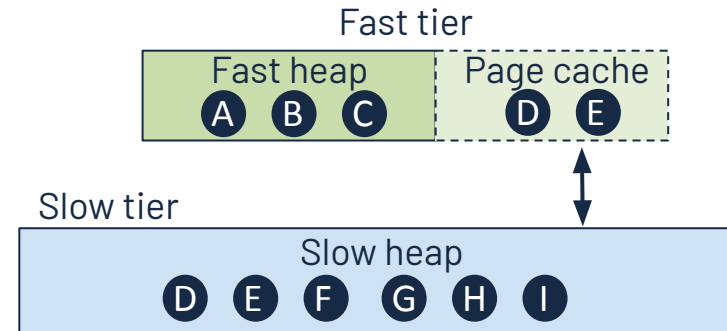 Fast tier
Fast heap Page cache
A B C D E
Slow tier
Slow heap
D E F G H I